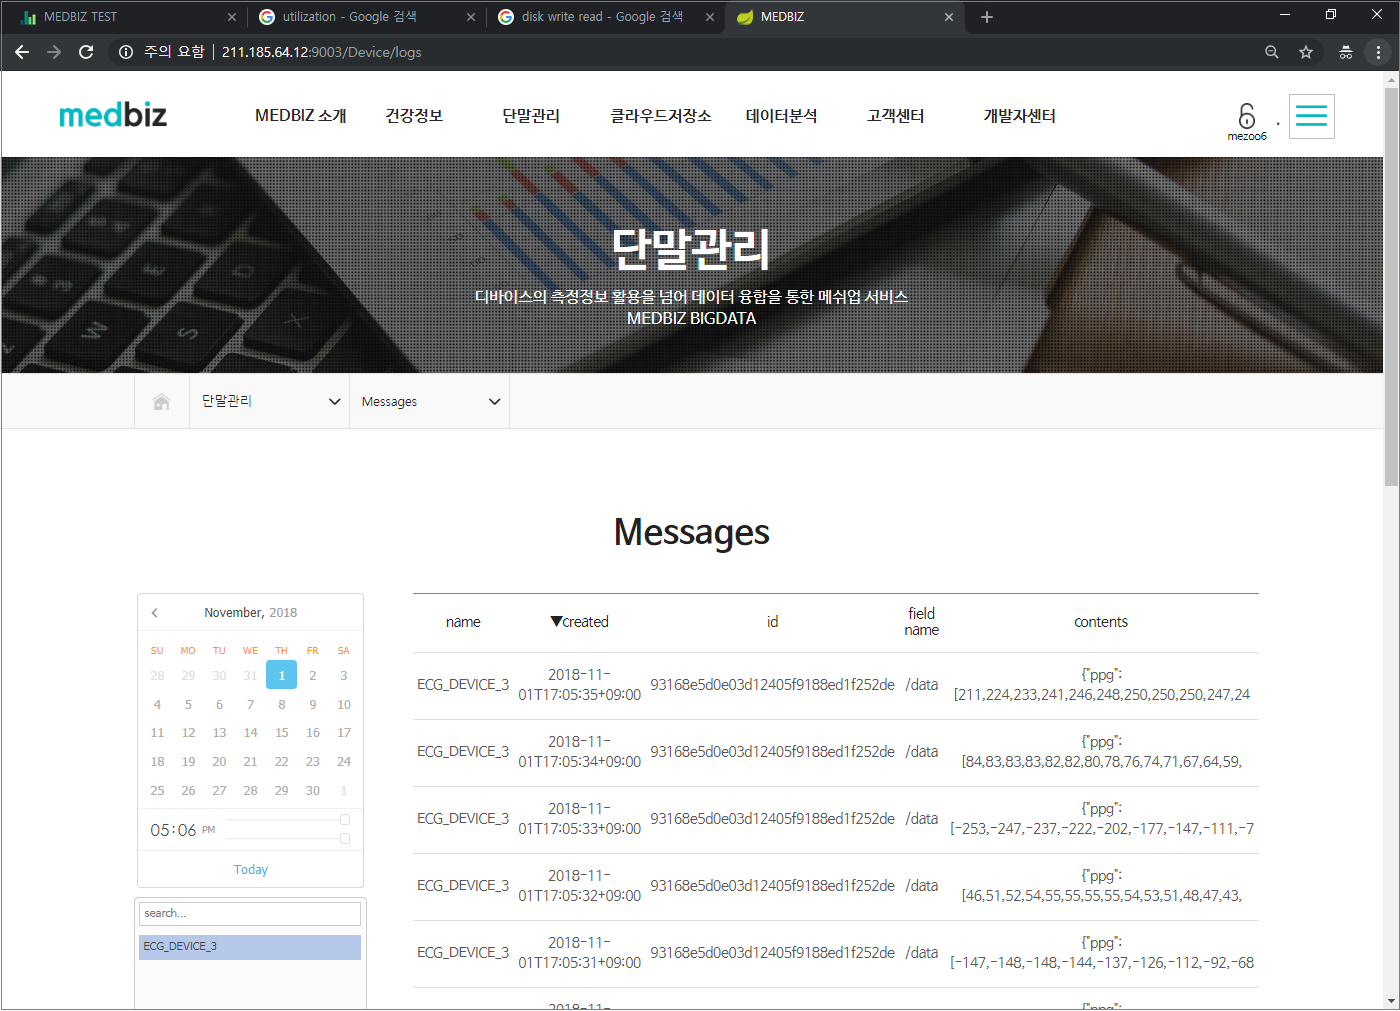 MEDBIZ TEST
utilization - Google 검색
disk write read - Google 검색
MEDBIZ
주의 요함 | 211.185.64.12:9003/Device/logs
medbiz
MEDBIZ 소개 건강정보 단말관리 클라우드저장소 데이터분석 고객센터 개발자센터
mezoo6
단말관리
디바이스의 측정정보 활용을 넘어 데이터 융합을 통한 메쉬업 서비스
MEDBIZ BIGDATA
단말관리 Messages
Messages
November, 2018
SU MO TU WE TH FR SA
28 29 30 31 1 2 3
4 5 6 7 8 9 10
11 12 13 14 15 16 17
18 19 20 21 22 23 24
25 26 27 28 29 30 1
05:06 PM
Today
search...
ECG_DEVICE_3
name ▼created id field name contents
ECG_DEVICE_3 2018-11-01T17:05:35+09:00 93168e5d0e03d12405f9188ed1f252de /data {"ppg":
[211,224,233,241,246,248,250,250,250,247,24
ECG_DEVICE_3 2018-11-01T17:05:34+09:00 93168e5d0e03d12405f9188ed1f252de /data {"ppg":
[84,83,83,83,82,82,80,78,76,74,71,67,64,59,
ECG_DEVICE_3 2018-11-01T17:05:33+09:00 93168e5d0e03d12405f9188ed1f252de /data {"ppg":
[-253,-247,-237,-222,-202,-177,-147,-111,-7
ECG_DEVICE_3 2018-11-01T17:05:32+09:00 93168e5d0e03d12405f9188ed1f252de /data {"ppg":
[46,51,52,54,55,55,55,55,54,53,51,48,47,43,
ECG_DEVICE_3 2018-11-01T17:05:31+09:00 93168e5d0e03d12405f9188ed1f252de /data {"ppg":
[-147,-148,-148,-144,-137,-126,-112,-92,-68
2018-11- {"ppg":